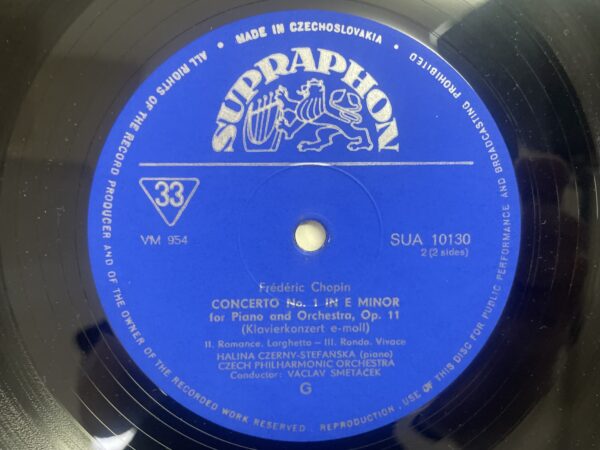 • MADE IN CZECHOSLOVAKIA •
ALL RIGHTS OF THE RECORD PRODUCER AND OF THE OWNER OF THE RECORDED WORK RESERVED . REPRODUCTION . USE OF THIS DISC FOR PUBLIC PERFORMANCE AND BROADCASTING PROHIBITED
SUPRAPHON
33
VM 954
SUA 10130
2 (2 sides)
Frédéric Chopin
CONCERTO No. 1 IN E MINOR
for Piano and Orchestra, Op. 11
(Klavierkonzert e-moll)
II. Romance. Larghetto – III. Rondo. Vivace
HALINA CZERNY-STEFAŃSKA (piano)
CZECH PHILHARMONIC ORCHESTRA
Conductor: VÁCLAV SMETÁČEK
G